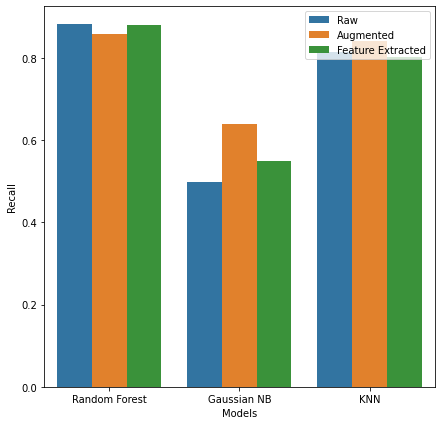 Raw
Augmented
Feature Extracted
0.8
0.6
0.4
0.2
0.0
Recall
Random Forest
Gaussian NB
KNN
Models